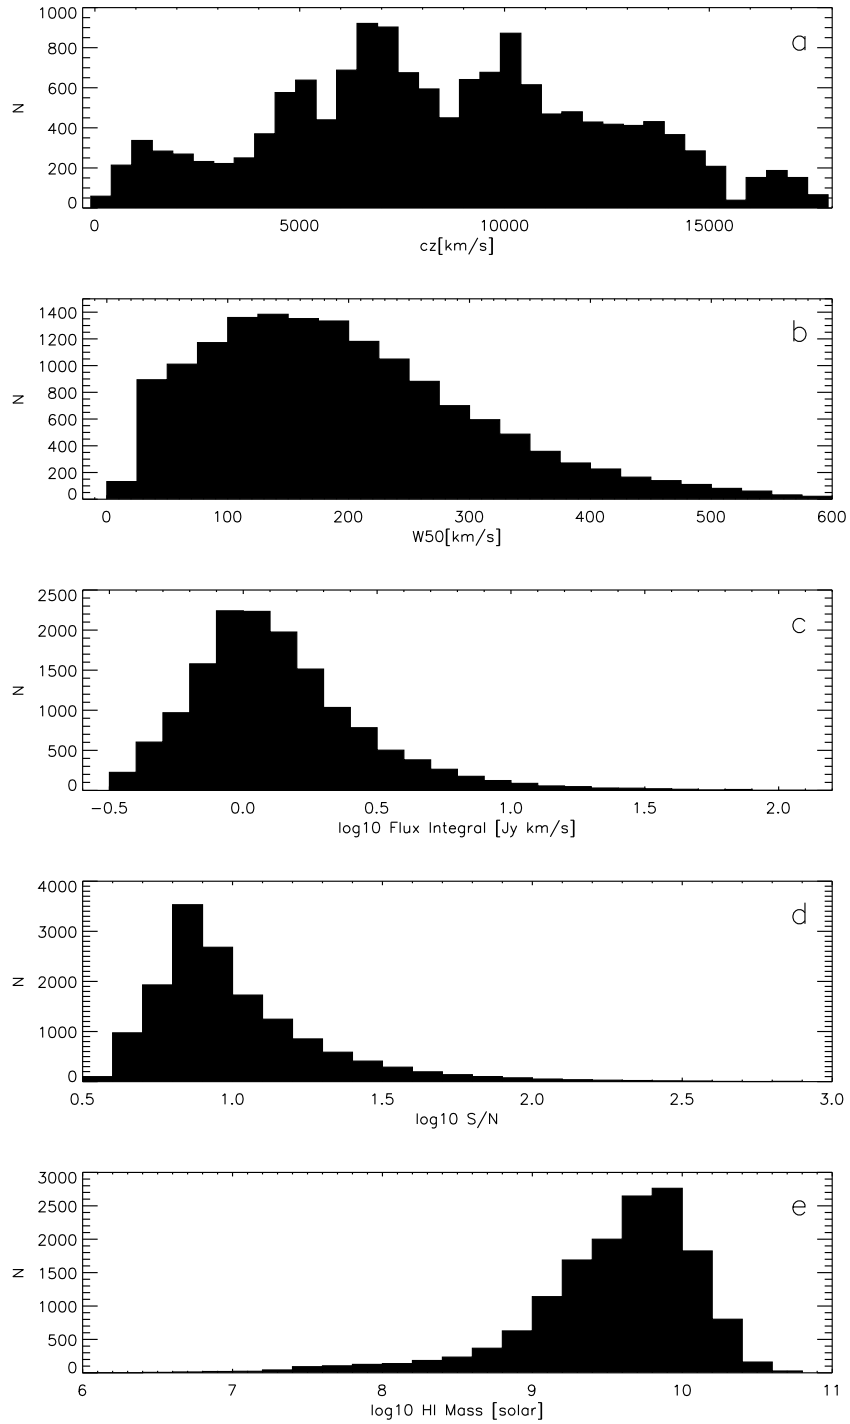 1000
800
600
400
200
0
N
a
0 5000 10000 15000
cz[km/s]
1400
1200
1000
800
600
400
200
0
N
b
0 100 200 300 400 500 600
W50[km/s]
2500
2000
1500
1000
500
0
N
c
−0.5 0.0 0.5 1.0 1.5 2.0
log10 Flux Integral [Jy km/s]
4000
3000
2000
1000
0
N
d
0.5 1.0 1.5 2.0 2.5 3.0
log10 S/N
3000
2500
2000
1500
1000
500
0
N
e
6 7 8 9 10 11
log10 HI Mass [solar]